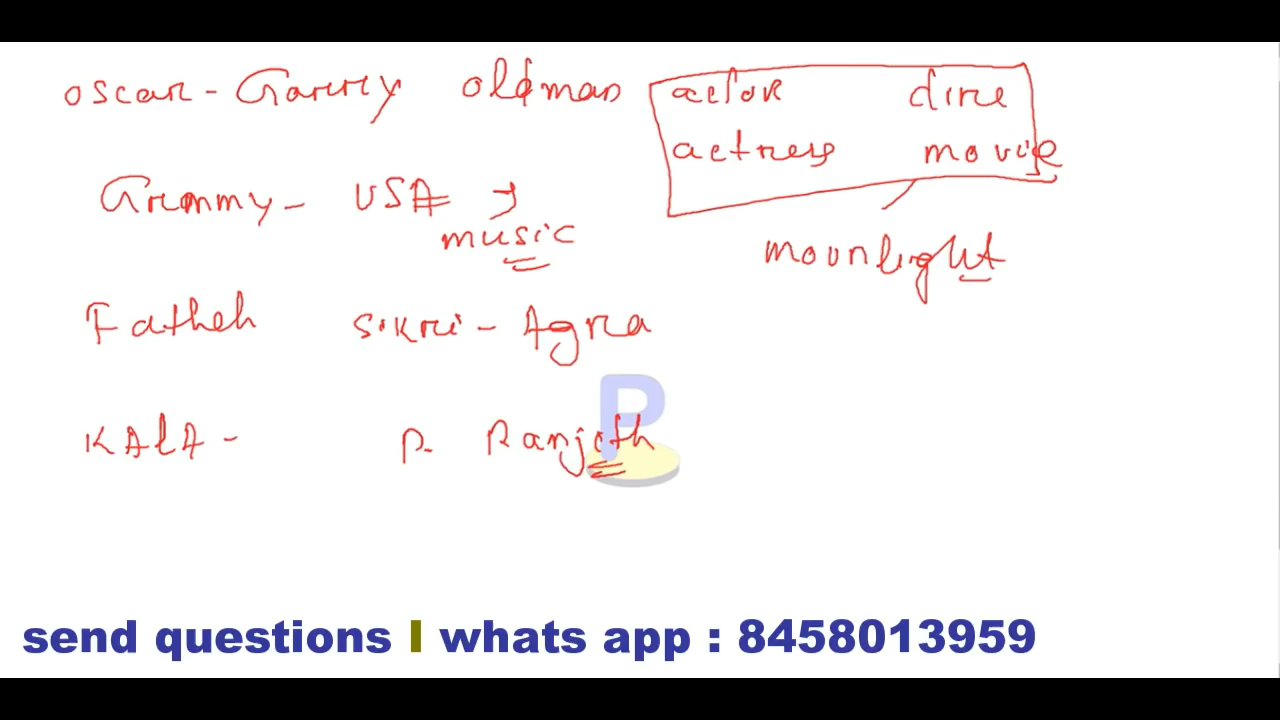 oscar - Garry oldman
actor dire
actress movie
Grammy - USA
music
moonlight
Fatheh sikri - Agra
KAlA - P. Ranjeth
P
send questions I whats app : 8458013959